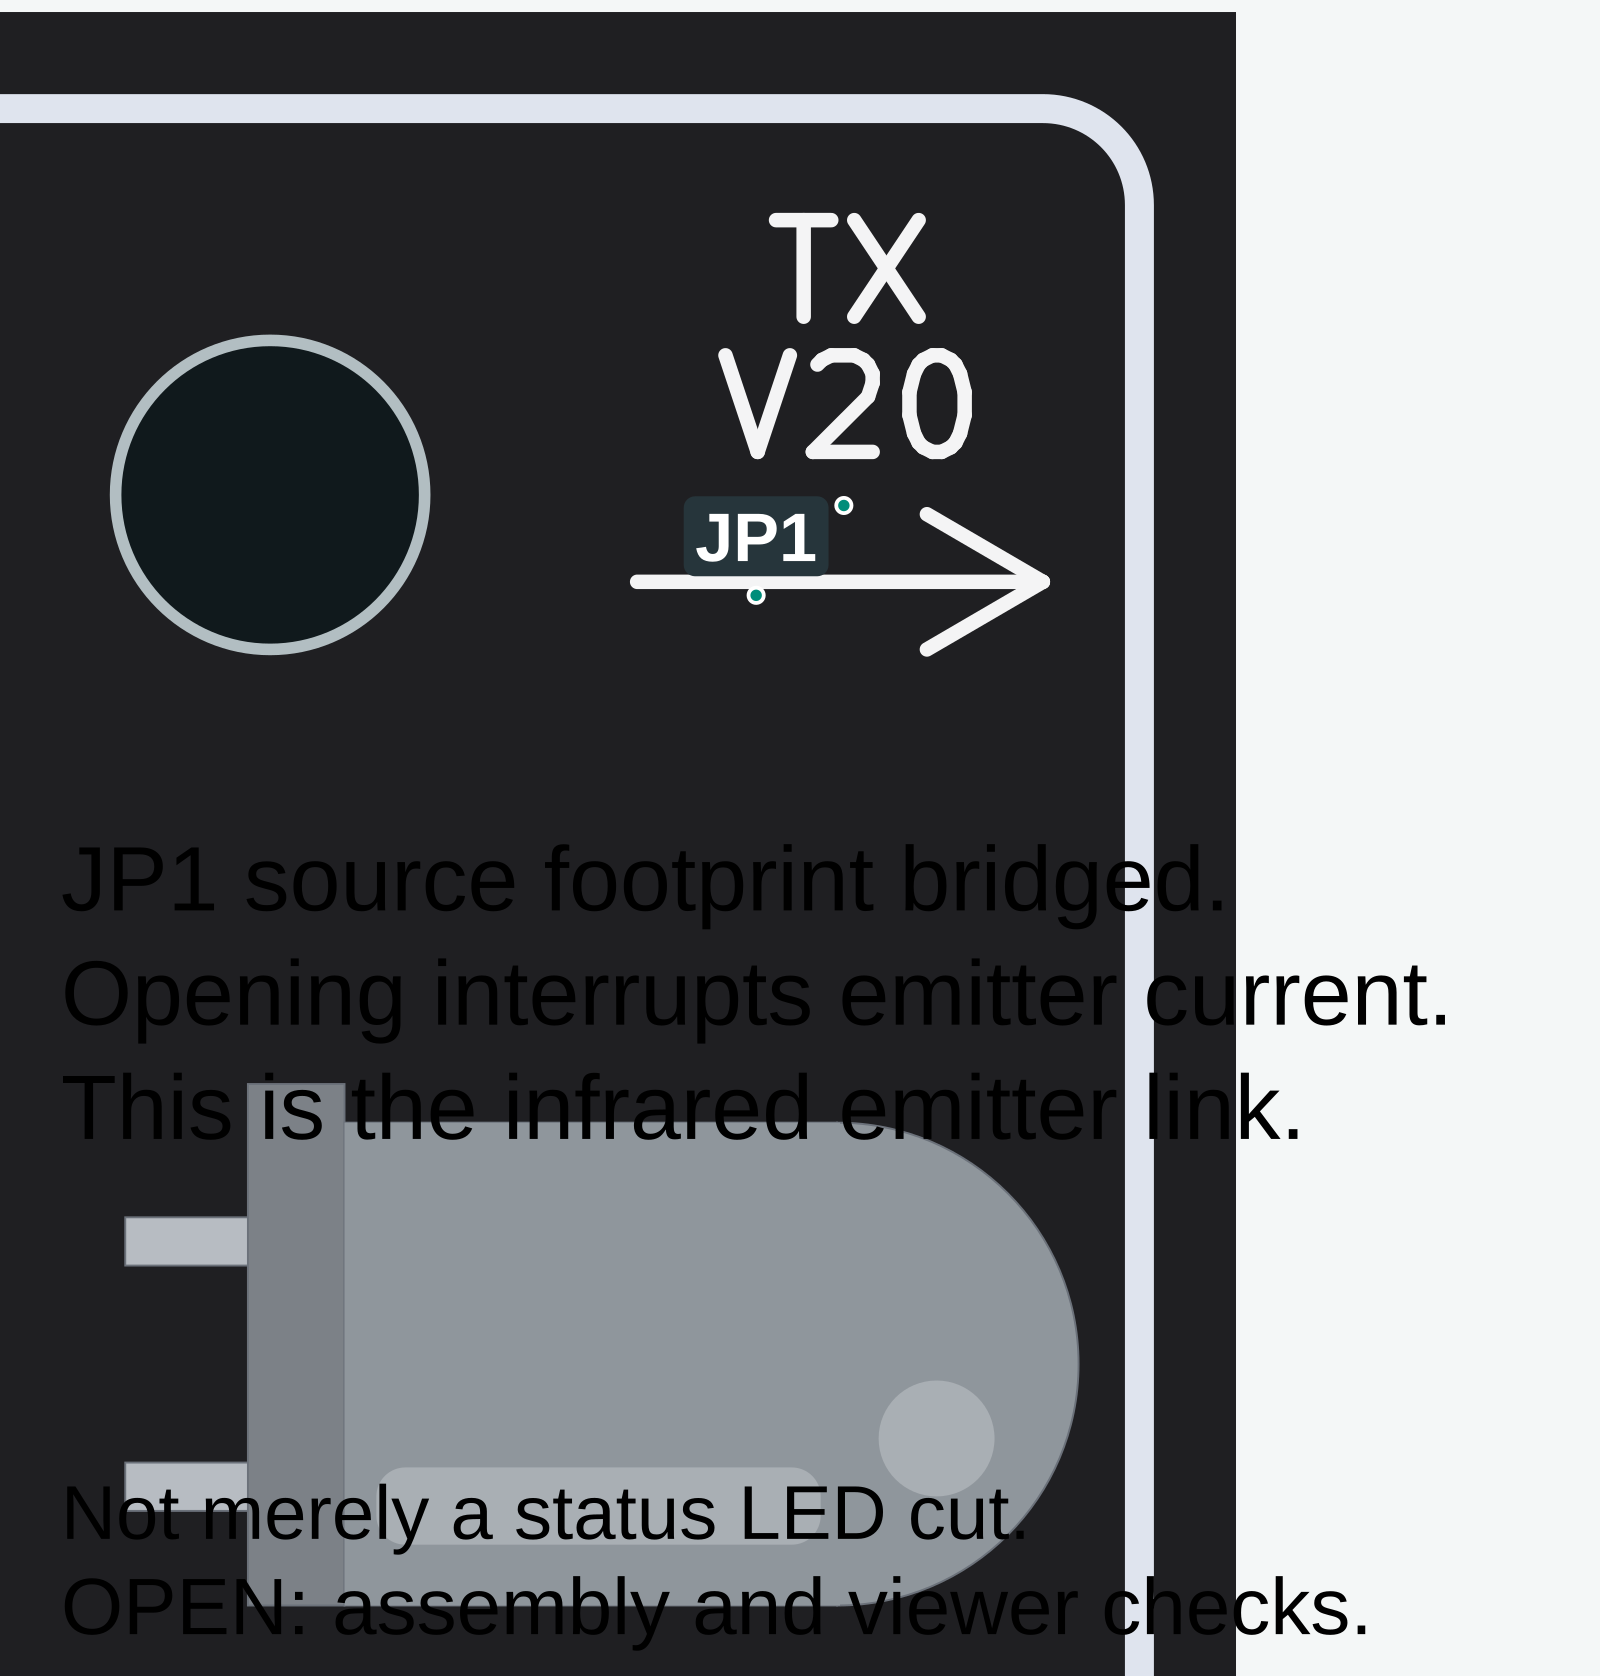 TX
V20
JP1
JP1 source footprint bridged.
Opening interrupts emitter current.
This is the infrared emitter link.
Not merely a status LED cut.
OPEN: assembly and viewer checks.